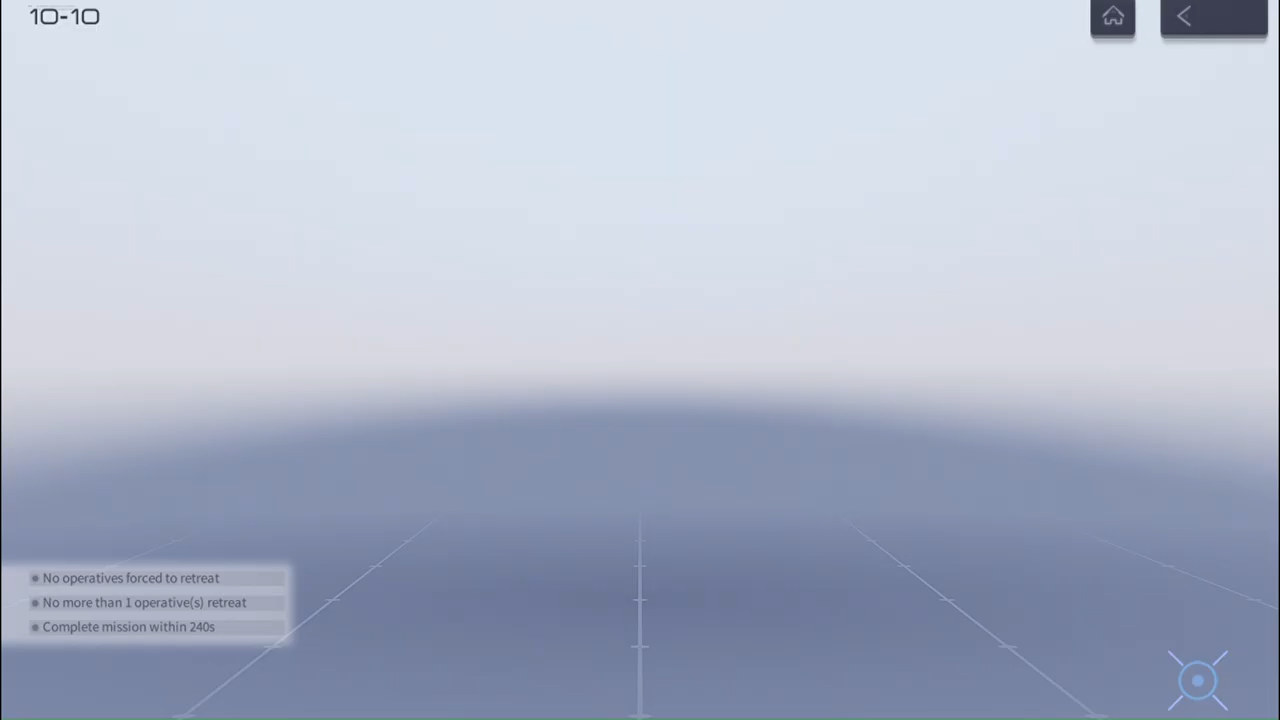 10-10
No operatives forced to retreat
No more than 1 operative(s) retreat
Complete mission within 240s